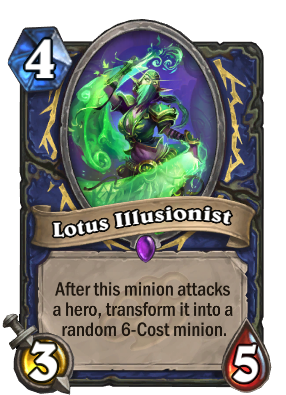 4
Lotus Illusionist
After this minion attacks
a hero, transform it into a
random 6-Cost minion.
3
5